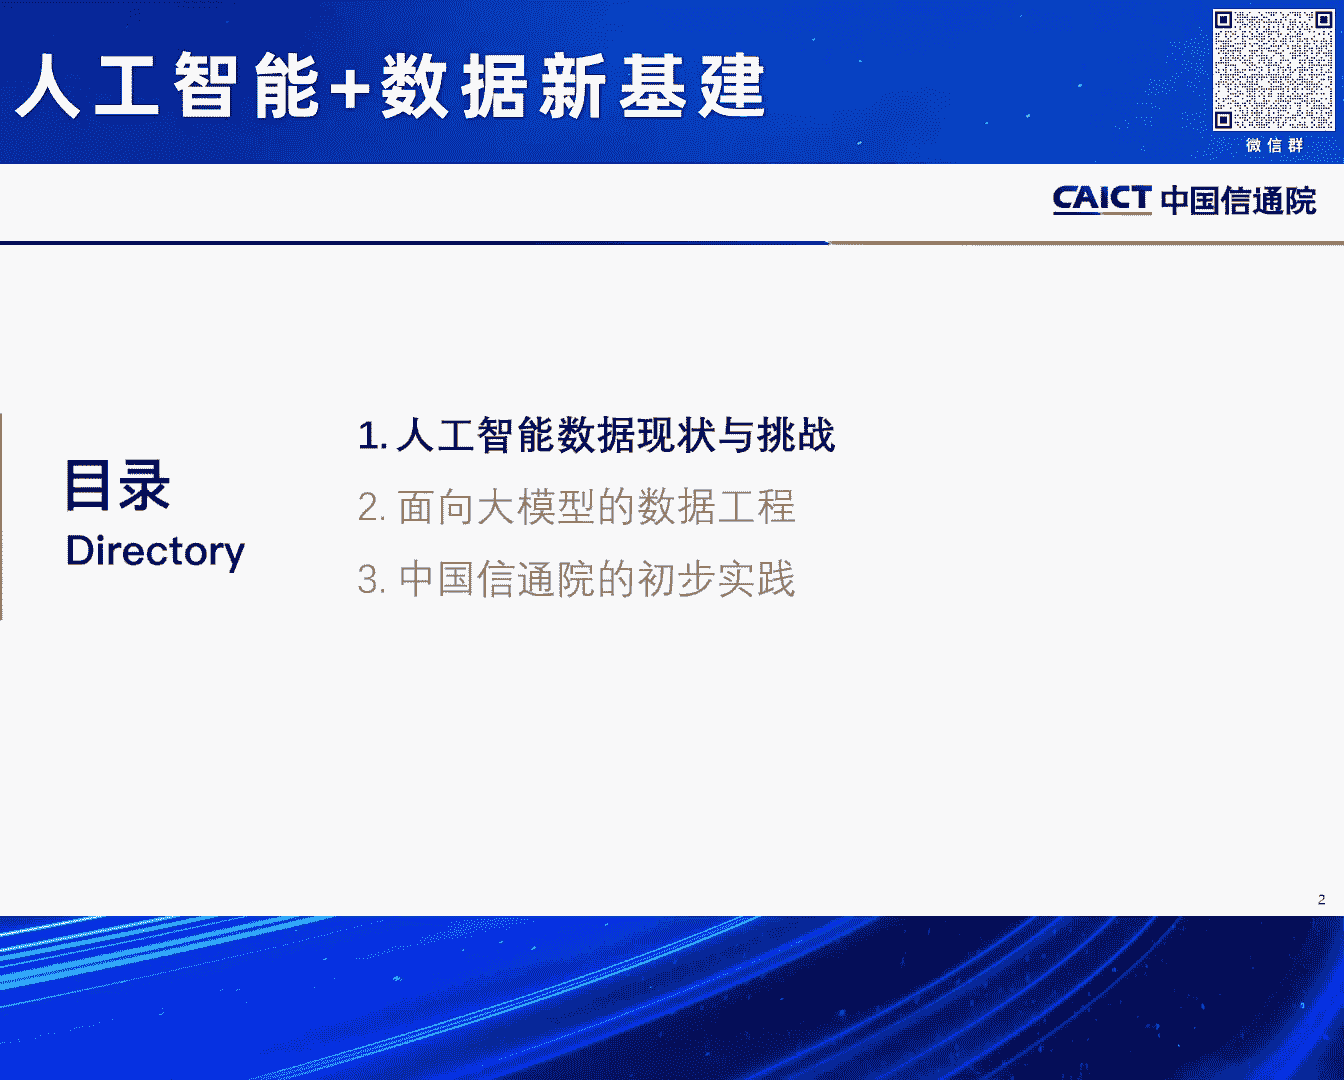 人工智能+数据新基建
微信群
CAICT 中国信通院
目录
Directory
1. 人工智能数据现状与挑战
2. 面向大模型的数据工程
3. 中国信通院的初步实践
2